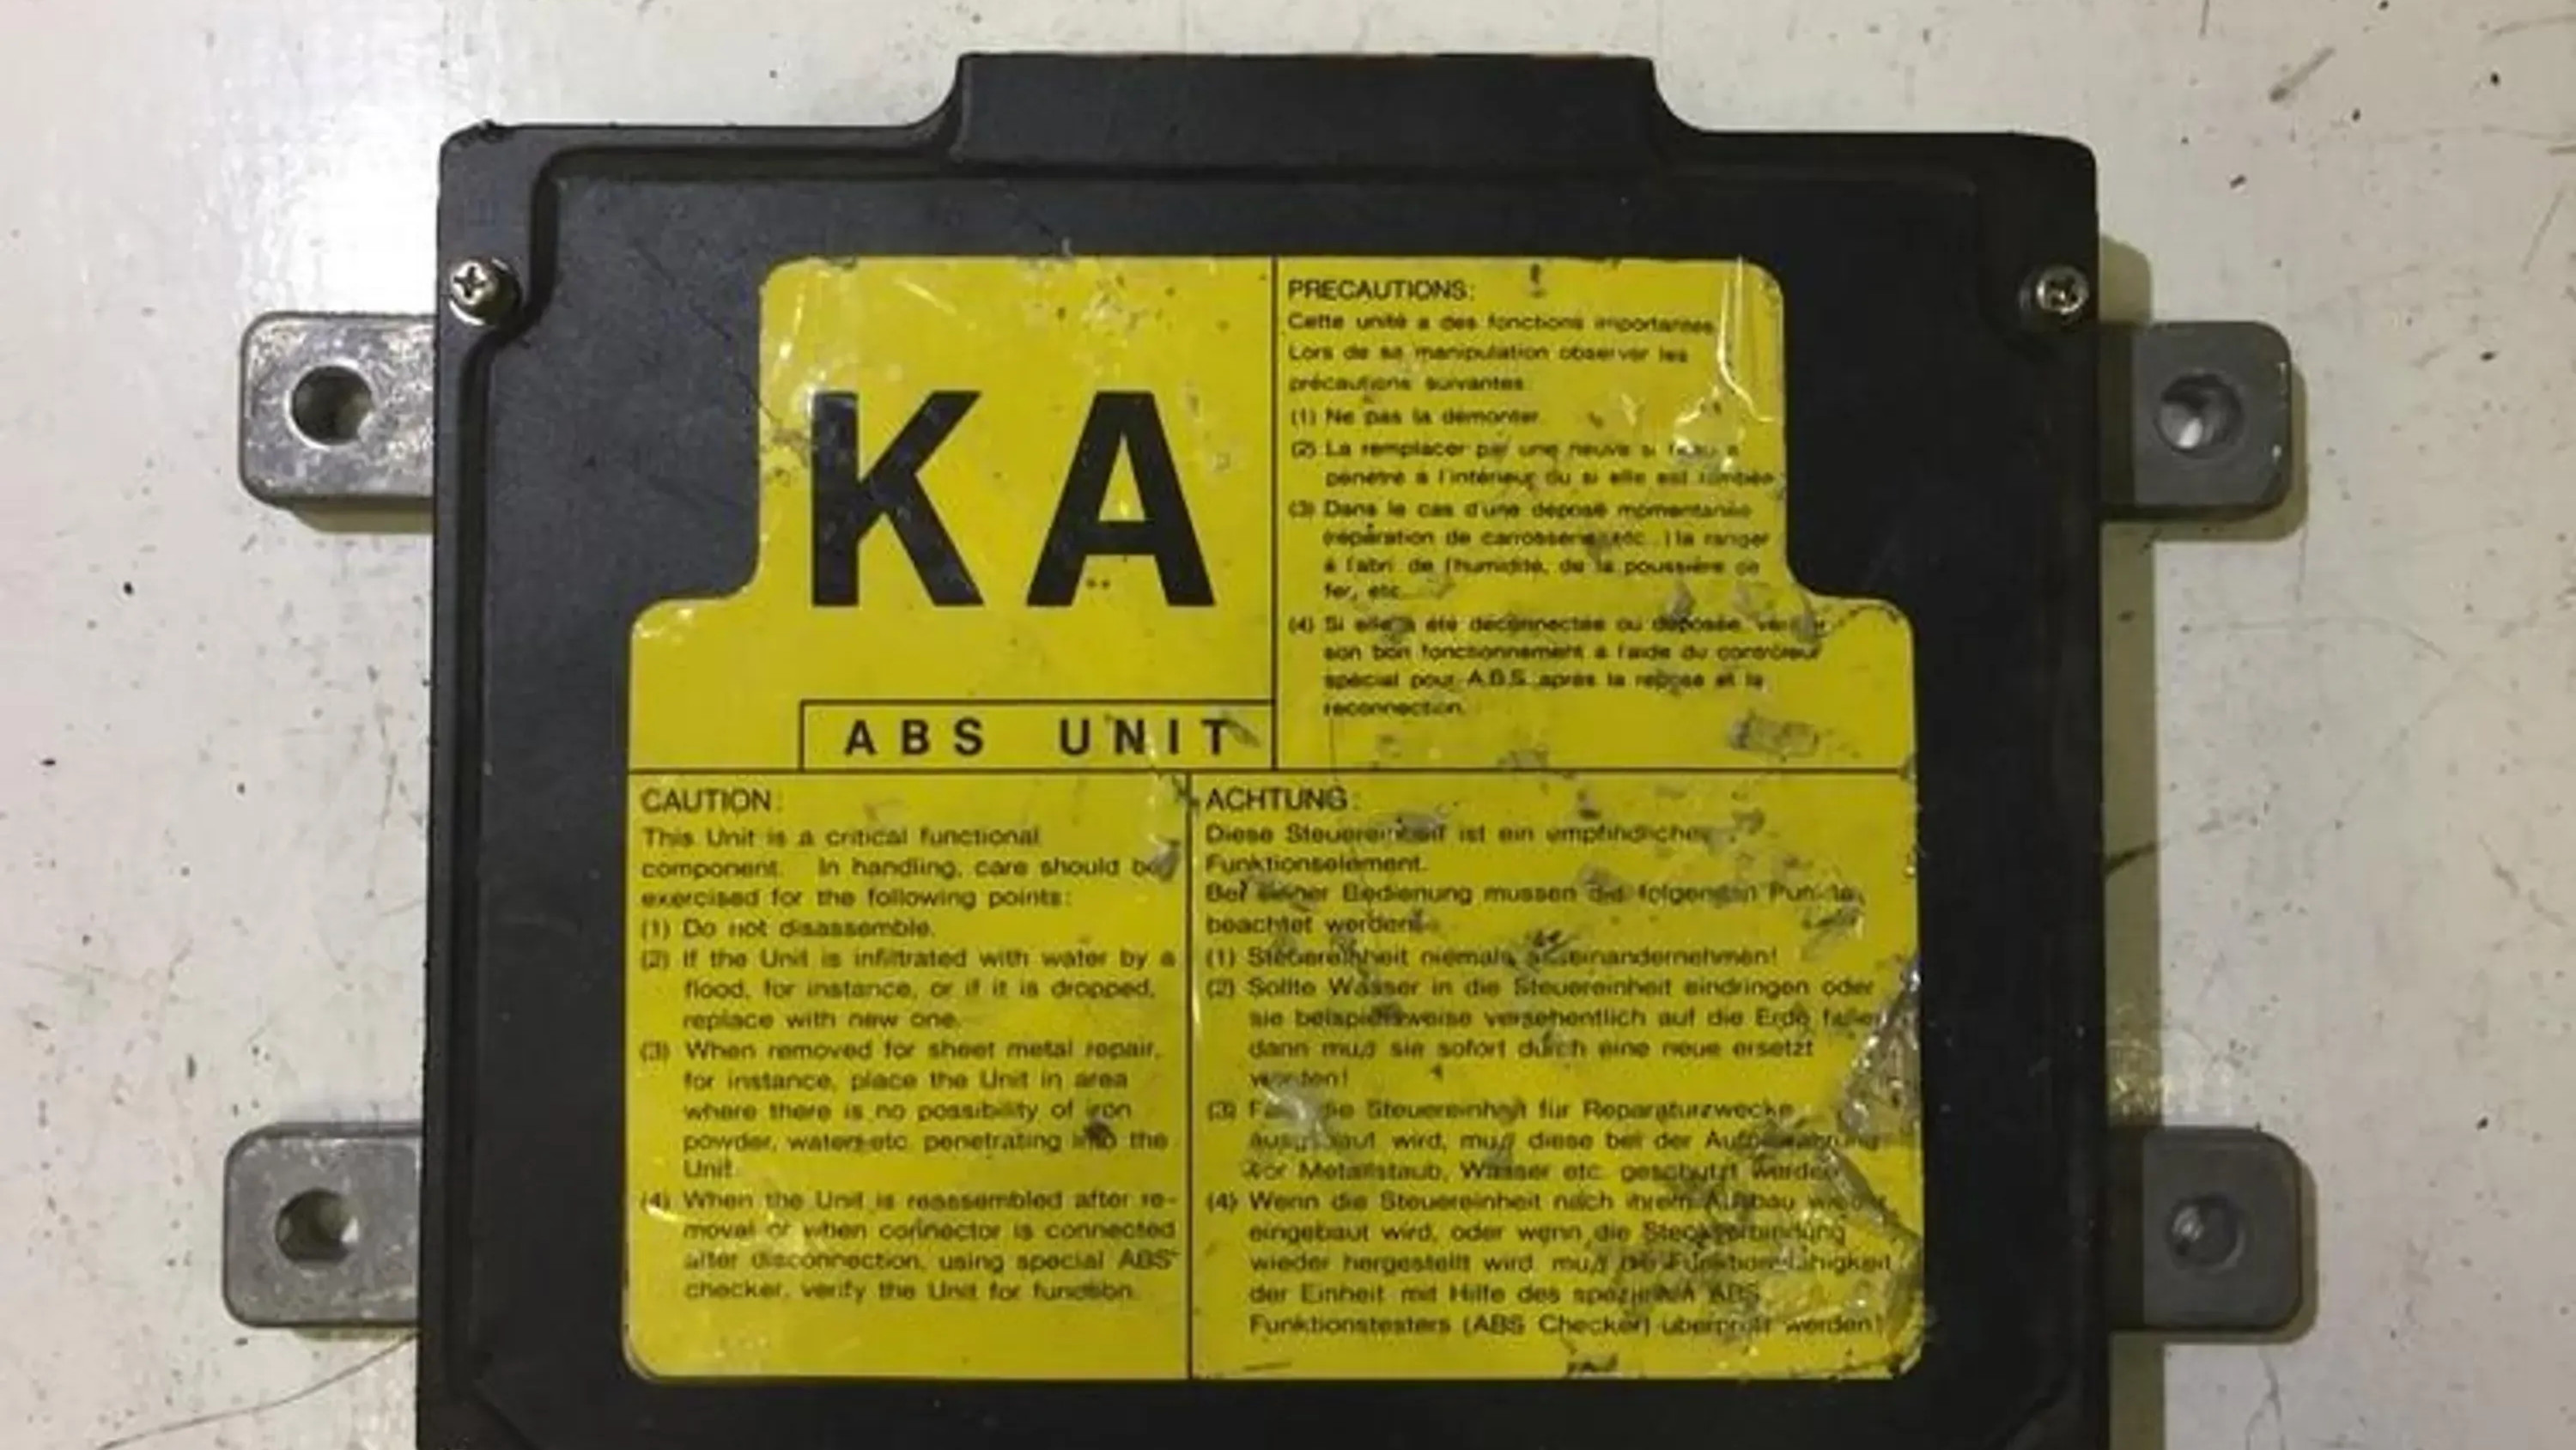 KA
ABS UNIT
PRECAUTIONS:
Cette unité a des fonctions importantes
Lors de sa manipulation observer les
précautions suivantes:
(1) Ne pas la démonter.
(2) La remplacer par une neuve si a
pénétré à l'intérieur ou si elle est tombée
(3) Dans le cas d'une dépose momentanée
(réparation de carrosserie, etc..) la ranger
à l'abri de l'humidité, de la poussière de
fer, etc...
(4) Si elle a été déconnectée ou déposée,
son bon fonctionnement à l'aide du contrôleur
spécial pour A.B.S. après la repose et la
reconnection.
CAUTION:
This Unit is a critical functional
component. In handling, care should be
exercised for the following points:
(1) Do not disassemble.
(2) If the Unit is infiltrated with water by a
flood, for instance, or if it is dropped,
replace with new one.
(3) When removed for sheet metal repair,
for instance, place the Unit in area
where there is no possibility of iron
powder, water etc. penetrating into the
Unit.
(4) When the Unit is reassembled after re-
moval or when connector is connected
after disconnection, using special ABS
checker, verify the Unit for function.
ACHTUNG:
Diese Steuereinheit ist ein empfindliches
Funktionselement.
Bei Bedienung mussen die folgenden
beachtet werden:
(1) Steuereinheit niemals auseinandernehmen!
(2) Sollte Wasser in die Steuereinheit eindringen oder
sie beispielsweise versehentlich auf die Erde fallen
dann muß sie sofort durch eine neue ersetzt
werden!
(3) die Steuereinheit für Reparaturzwecke
ausgebaut wird, muß diese bei der Aufbewahrung
vor Metallstaub, Wasser etc. geschutzt werden
(4) Wenn die Steuereinheit nach ihrem Ausbau wieder
eingebaut wird, oder wenn die Steckverbindung
wieder hergestellt wird, muß die Funktionsfähigkeit
der Einheit mit Hilfe des speziellen ABS
Funktionstesters (ABS Checker) uberpruft werden!